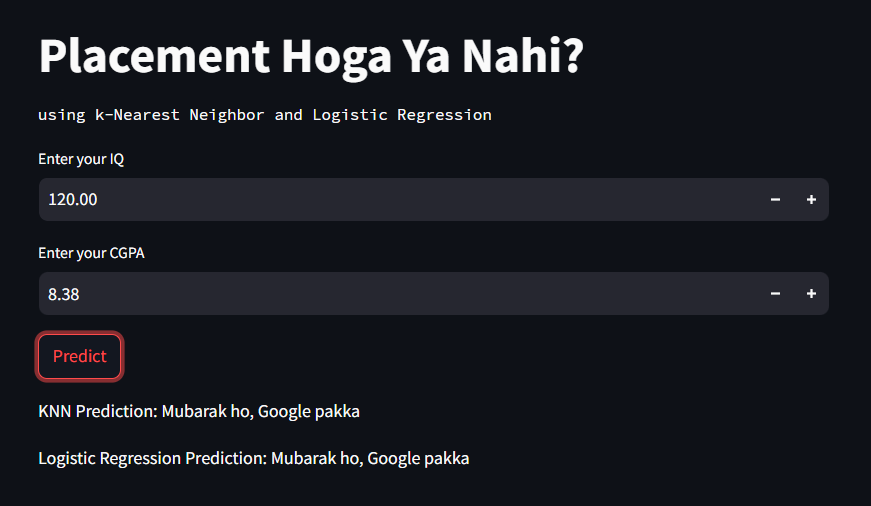 Placement Hoga Ya Nahi?
using k-Nearest Neighbor and Logistic Regression
Enter your IQ
120.00
Enter your CGPA
8.38
Predict
KNN Prediction: Mubarak ho, Google pakka
Logistic Regression Prediction: Mubarak ho, Google pakka